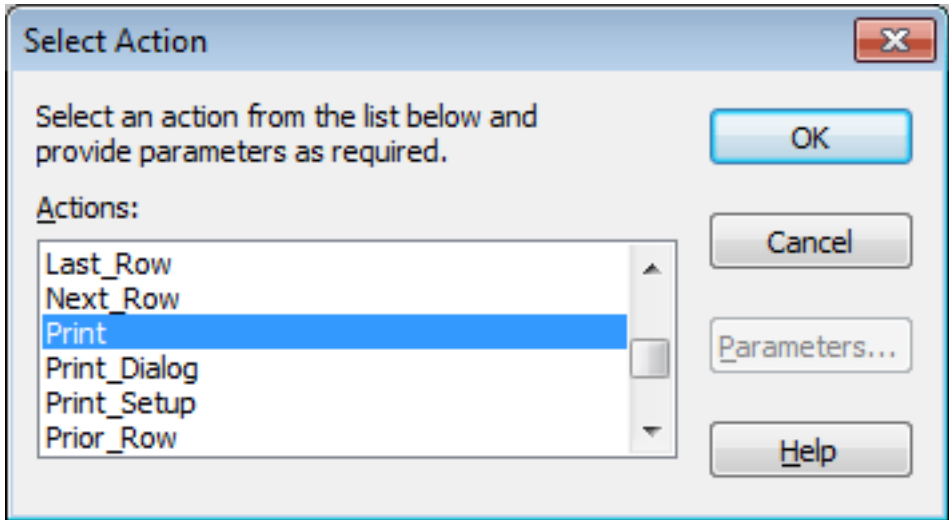 Select Action
Select an action from the list below and
provide parameters as required.
OK
Actions:
Cancel
Last_Row
Next_Row
Print
Parameters...
Print_Dialog
Print_Setup
Prior_Row
Help